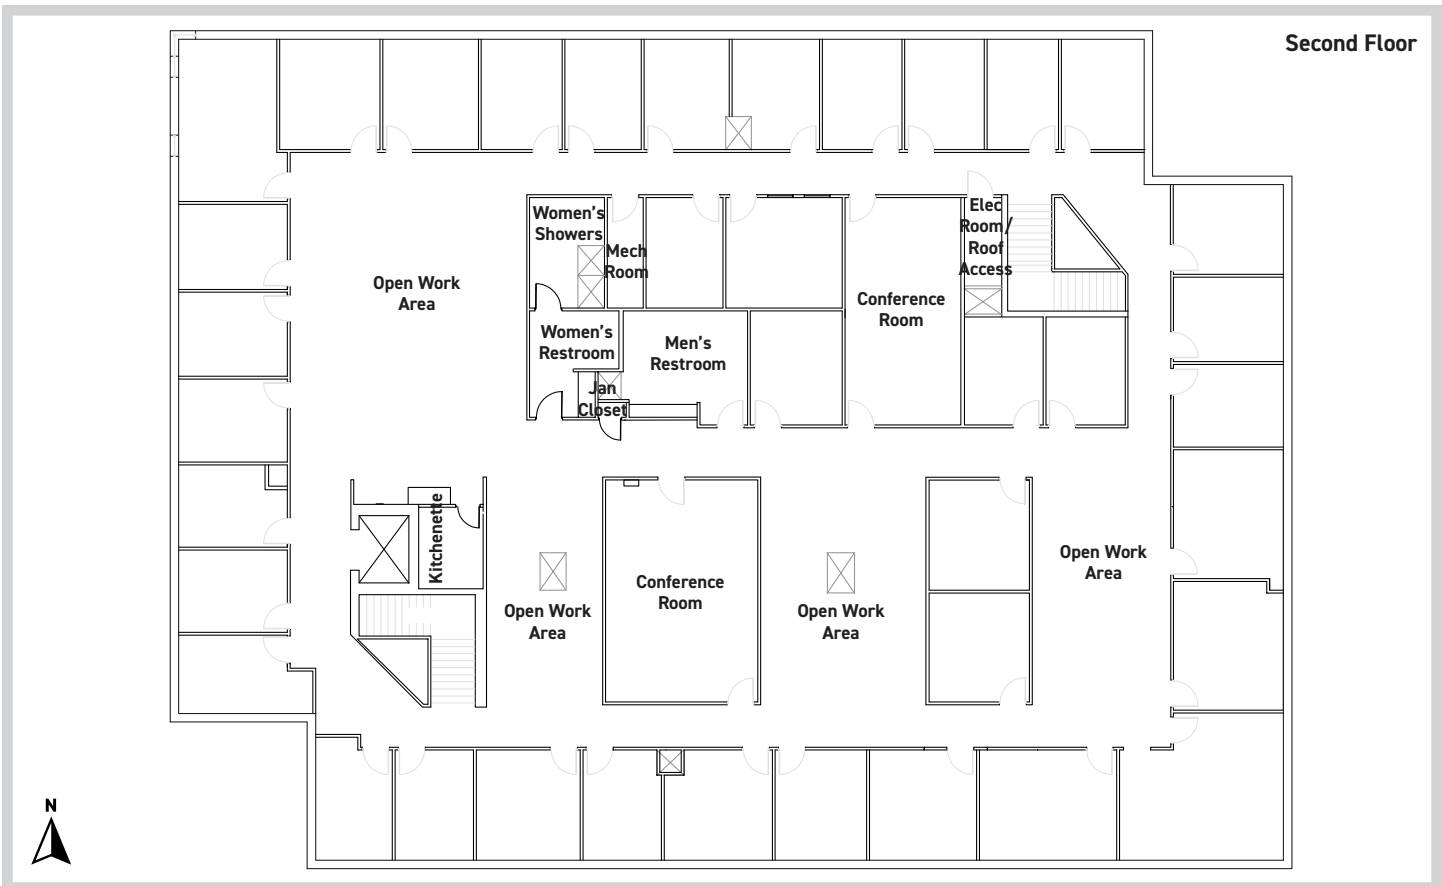 Second Floor
Women's
Showers
Mech
Room
Elec
Room/
Roof
Access
Open Work
Area
Conference
Room
Women's
Restroom
Men's
Restroom
Jan
Closet
Kitchenette
Open Work
Area
Conference
Room
Open Work
Area
Open Work
Area
N